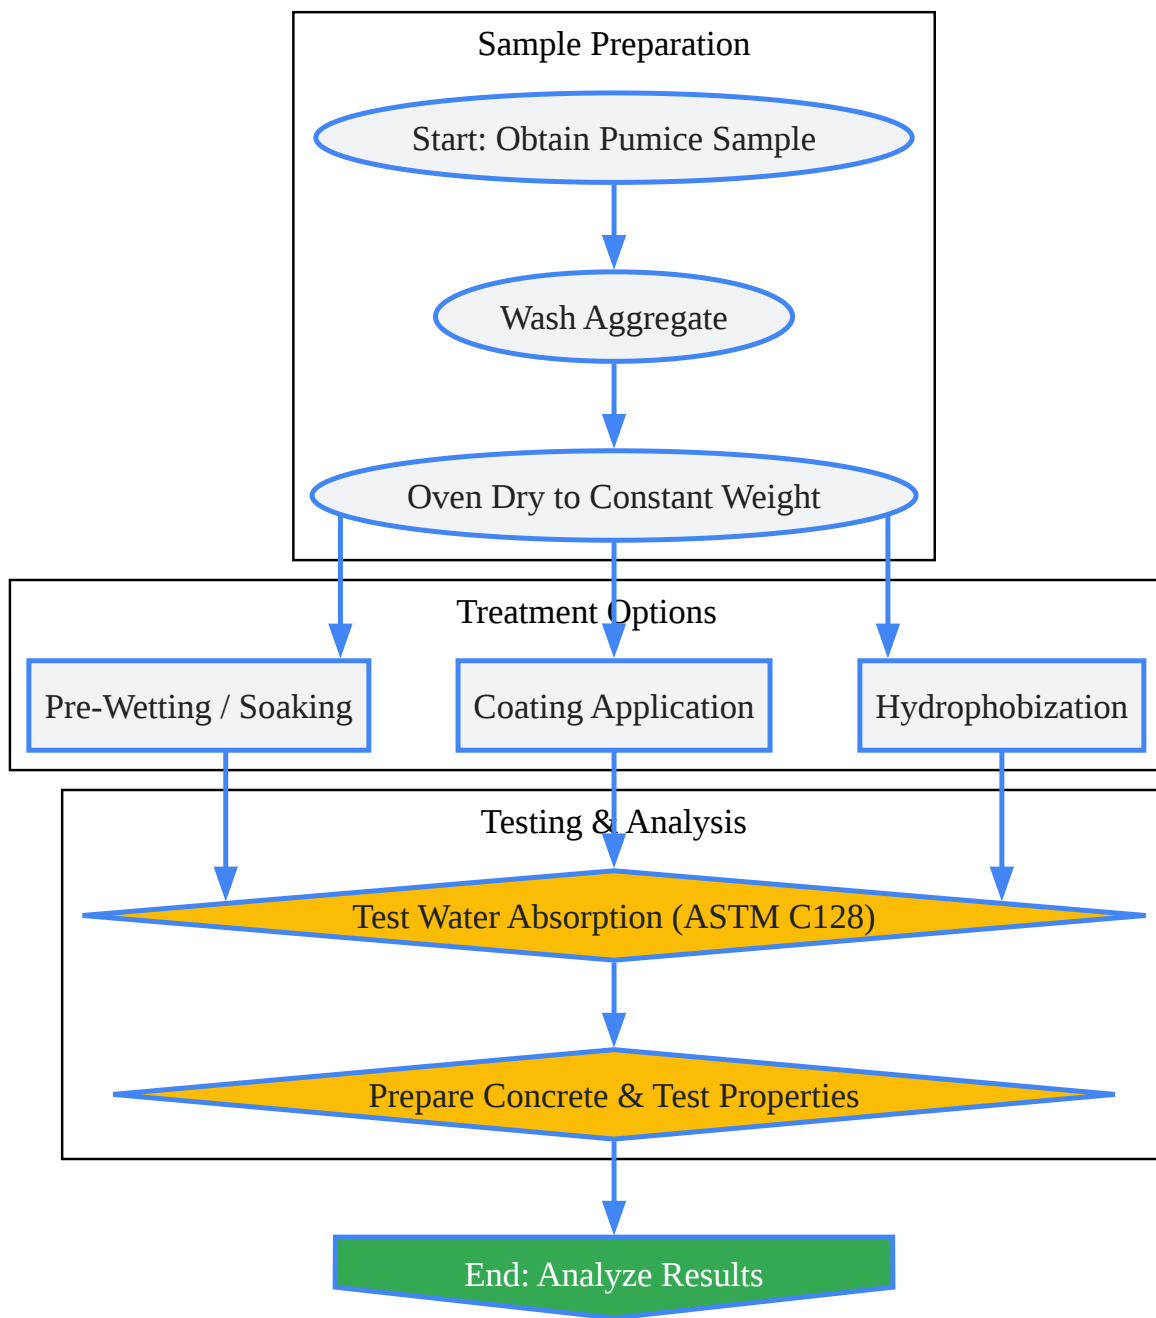 Sample Preparation
Start: Obtain Pumice Sample
Wash Aggregate
Oven Dry to Constant Weight
Treatment Options
Pre-Wetting / Soaking
Coating Application
Hydrophobization
Testing & Analysis
Test Water Absorption (ASTM C128)
Prepare Concrete & Test Properties
End: Analyze Results